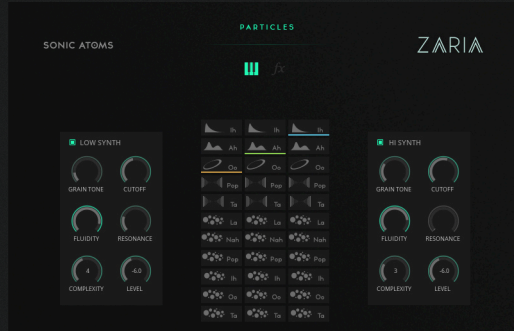 PARTICLES
SONIC ATOMS
ZARIA
fx
LOW SYNTH
GRAIN TONE CUTOFF
FLUIDITY RESONANCE
4 -6.0
COMPLEXITY LEVEL
Ih Ih Ih
Ah Ah Ah
Oo Oo Oo
Pop Pop Pop
Ta Ta Ta
La La La
Nah Nah Nah
Pop Pop Pop
Ih Ih Ih
Oo Oo Oo
Ta Ta Ta
HI SYNTH
GRAIN TONE CUTOFF
FLUIDITY RESONANCE
3 -6.0
COMPLEXITY LEVEL